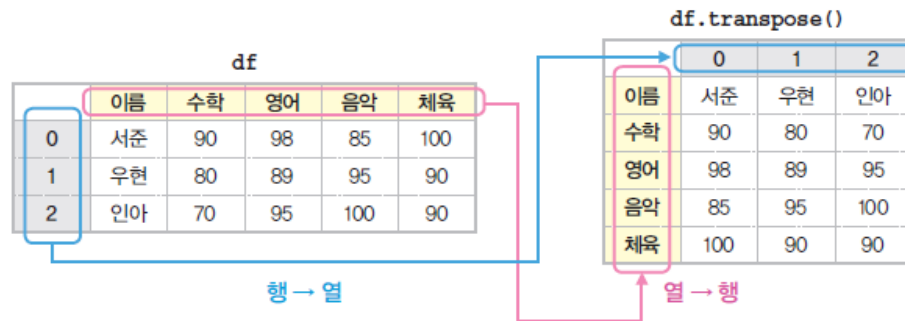 df.transpose()
df
0 1 2
이름 수학 영어 음악 체육
이름 서준 우현 인아
0 서준 90 98 85 100
수학 90 80 70
1 우현 80 89 95 90
영어 98 89 95
2 인아 70 95 100 90
음악 85 95 100
체육 100 90 90
행 → 열
열 → 행